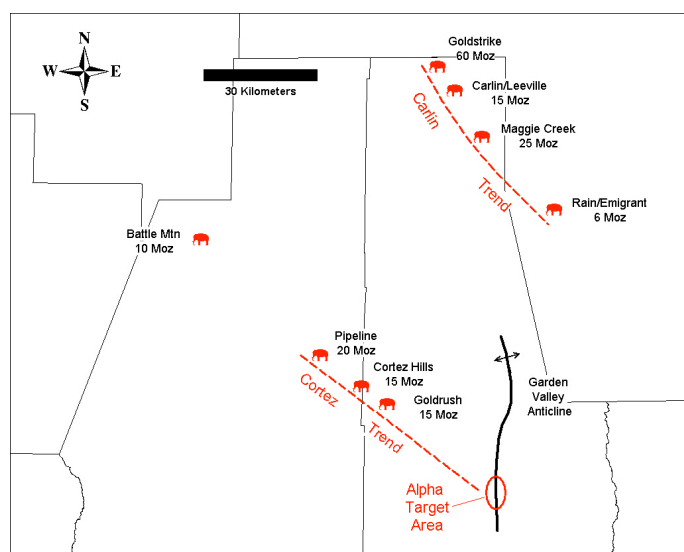 N
W E
S
30 Kilometers
Goldstrike
60 Moz
Carlin/Leeville
15 Moz
Carlin
Maggie Creek
25 Moz
Trend
Rain/Emigrant
6 Moz
Battle Mtn
10 Moz
Pipeline
20 Moz
Cortez Hills
15 Moz
Cortez
Goldrush
15 Moz
Trend
Garden
Valley
Anticline
Alpha
Target
Area